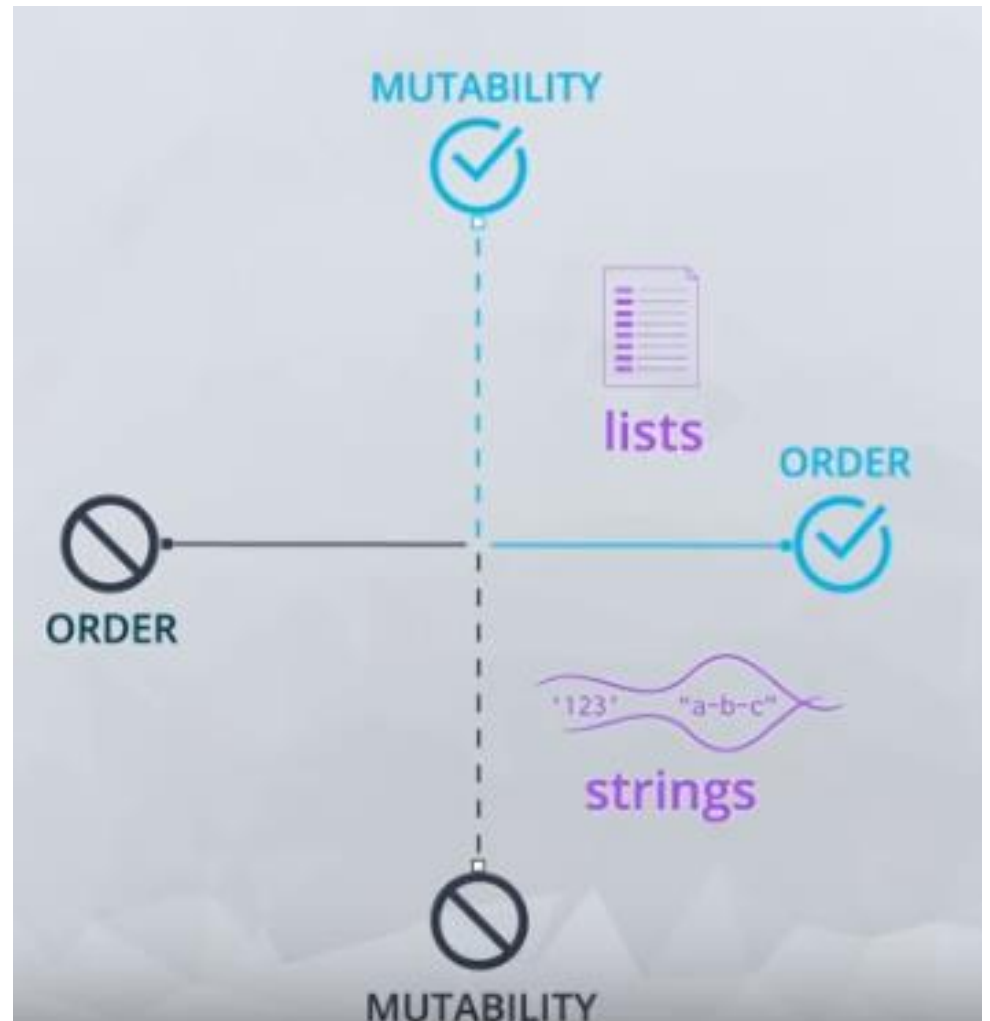 MUTABILITY
lists
ORDER
ORDER
"123" "a-b-c"
strings
MUTABILITY